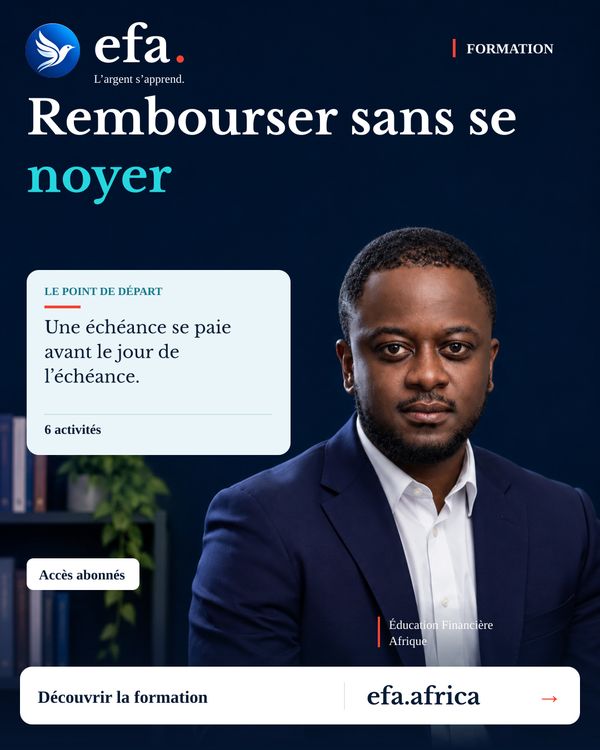 efa.
L’argent s’apprend.
FORMATION
Rembourser sans se
noyer
LE POINT DE DÉPART
Une échéance se paie
avant le jour de
l’échéance.
6 activités
Accès abonnés
Éducation Financière
Afrique
Découvrir la formation
efa.africa →